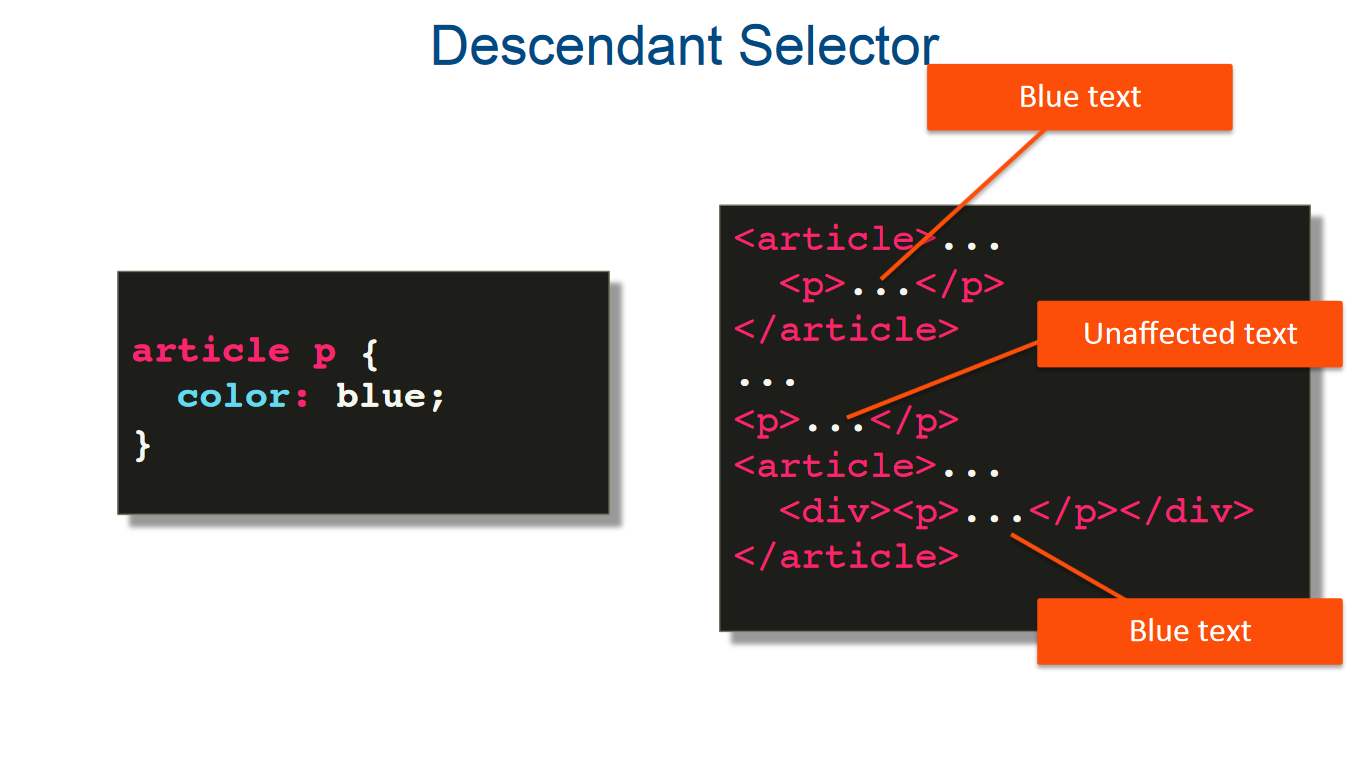 Descendant Selector
Blue text
article p {
color: blue;
}
<article>...
<p>...</p>
</article>
...
<p>...</p>
<article>...
<div><p>...</p></div>
</article>
Unaffected text
Blue text